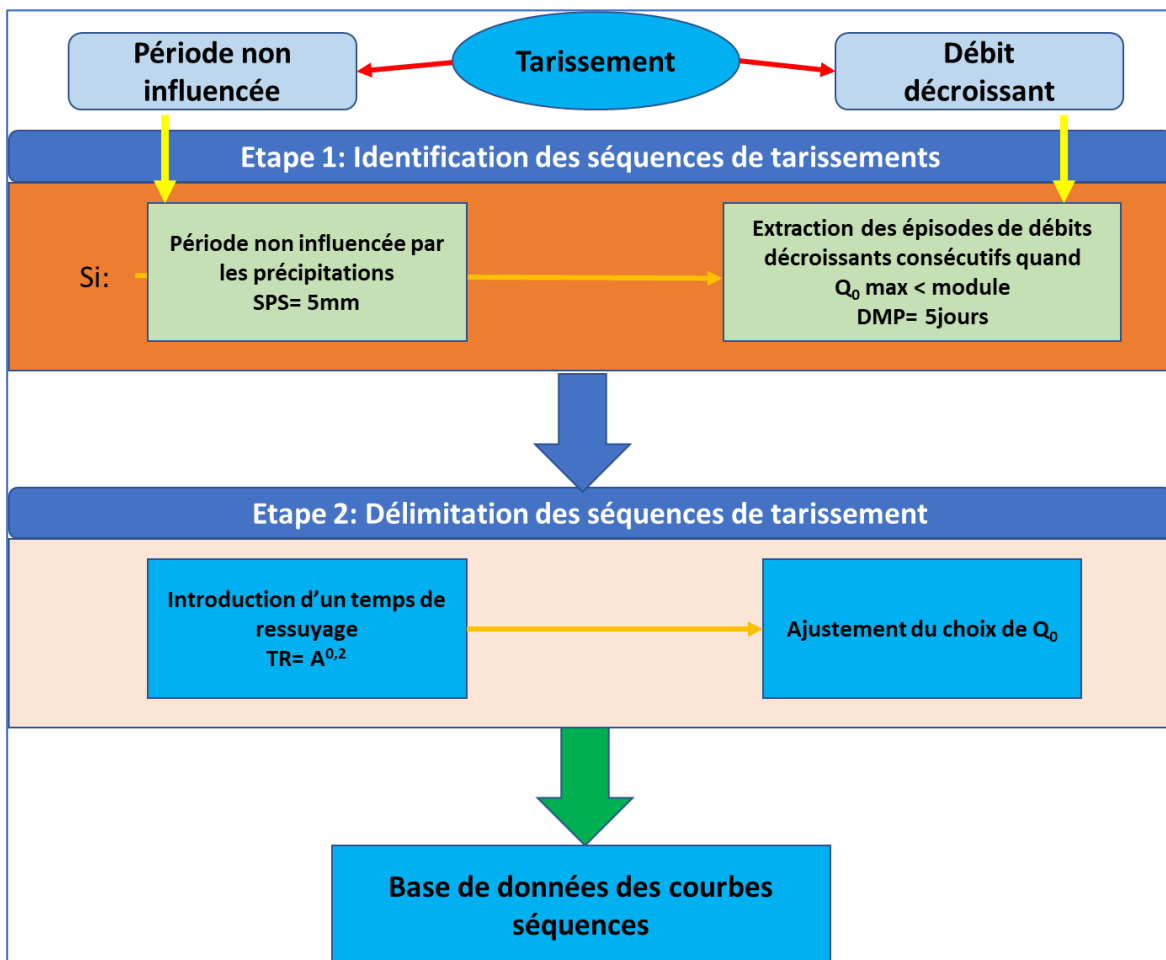 Période non
influencée
Tarissement
Débit
décroissant
Etape 1: Identification des séquences de tarissements
Si:
Période non influencée par
les précipitations
SPS= 5mm
Extraction des épisodes de débits
décroissants consécutifs quand
Q₀ max < module
DMP= 5jours
Etape 2: Délimitation des séquences de tarissement
Introduction d’un temps de
ressuyage
TR= A⁰,²
Ajustement du choix de Q₀
Base de données des courbes
séquences